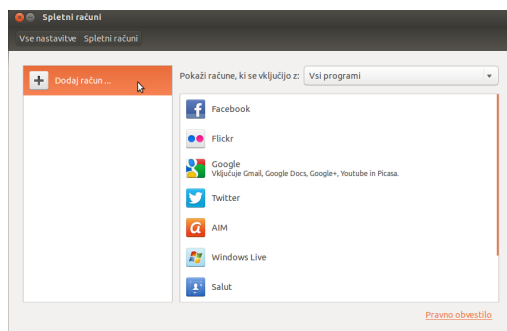 Spletni računi
Vse nastavitve Spletni računi
Dodaj račun ...
Pokaži račune, ki se vključijo z: Vsi programi
Facebook
Flickr
Google
Vključuje Gmail, Google Docs, Google+, Youtube in Picasa.
Twitter
AIM
Windows Live
Salut
Pravno obvestilo